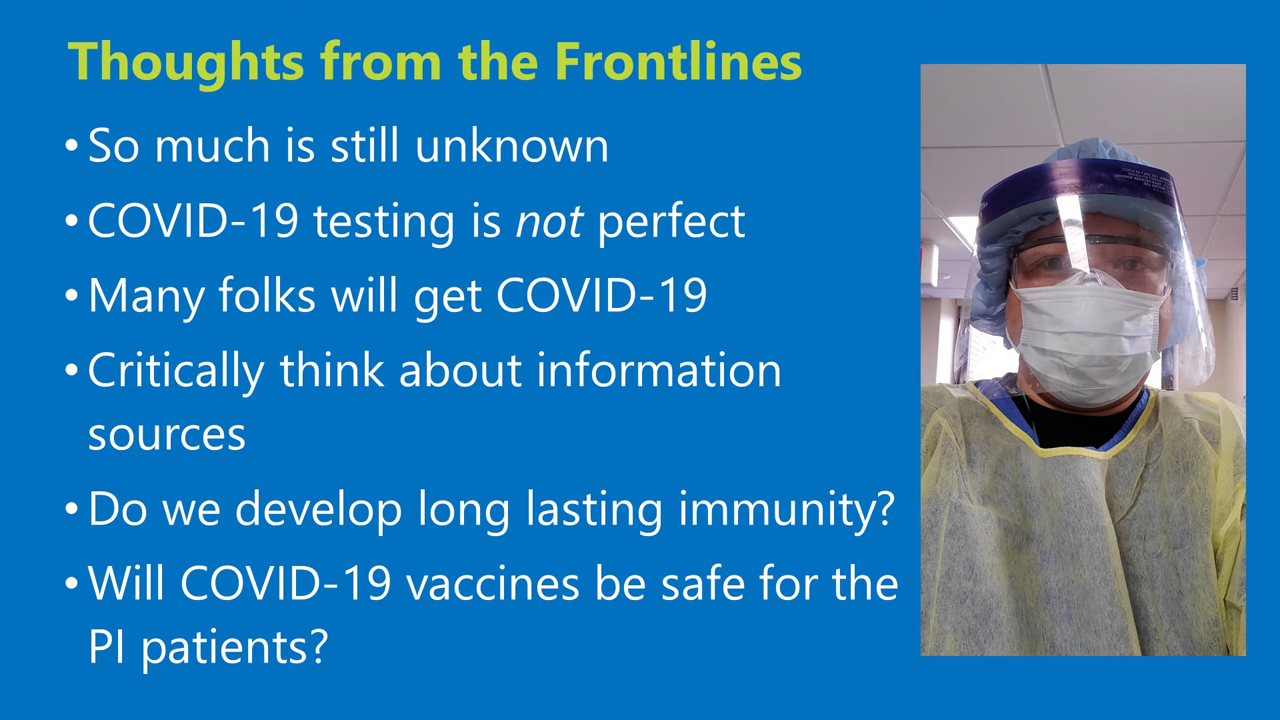 Thoughts from the Frontlines
• So much is still unknown
• COVID-19 testing is not perfect
• Many folks will get COVID-19
• Critically think about information
sources
• Do we develop long lasting immunity?
• Will COVID-19 vaccines be safe for the
PI patients?